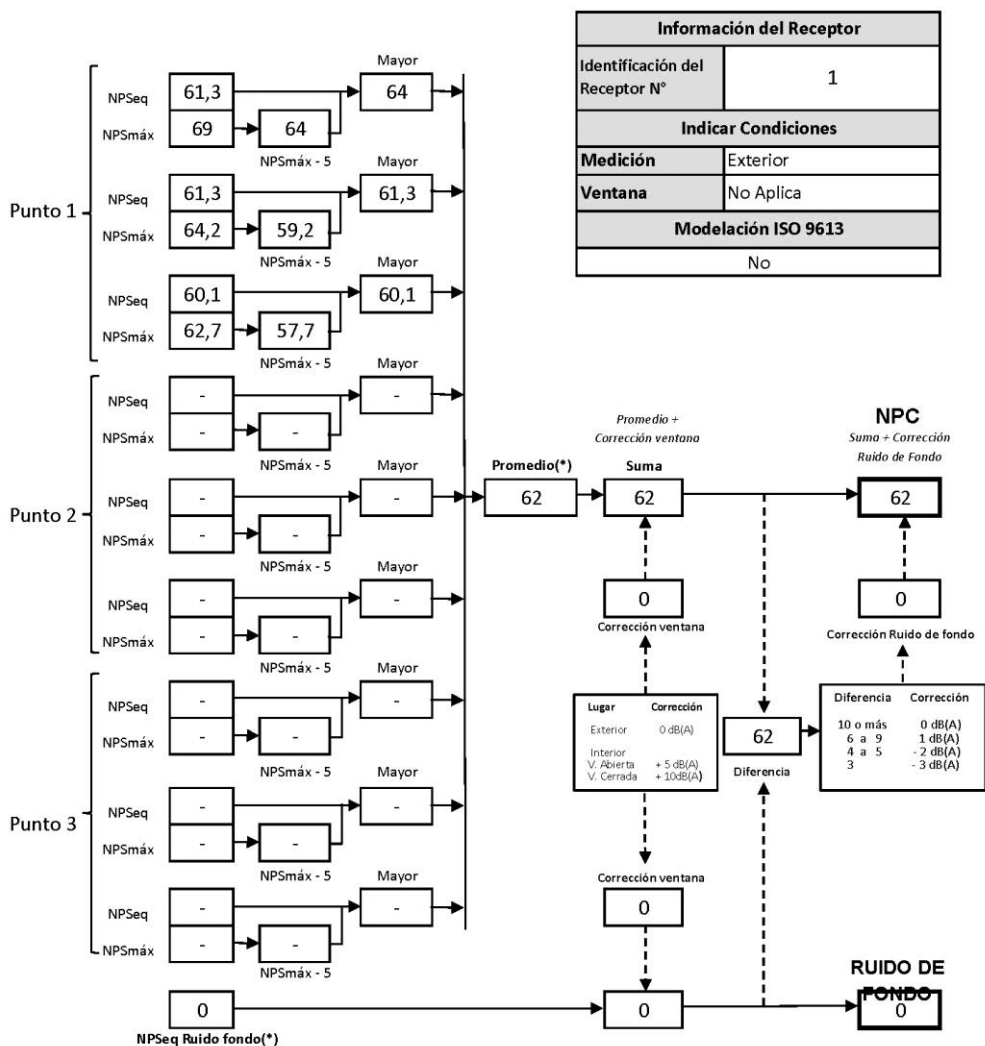 Información del Receptor
Identificación del
Receptor N°
1
Indicar Condiciones
Medición Exterior
Ventana No Aplica
Modelación ISO 9613
No
Punto 1
Mayor
NPSeq 61,3 64
NPSmáx 69 64
NPSmáx - 5
Mayor
NPSeq 61,3 61,3
NPSmáx 64,2 59,2
NPSmáx - 5
Mayor
NPSeq 60,1 60,1
NPSmáx 62,7 57,7
NPSmáx - 5
Punto 2
Mayor
NPSeq - -
NPSmáx - -
NPSmáx - 5
Mayor
NPSeq - -
NPSmáx - -
NPSmáx - 5
Mayor
NPSeq - -
NPSmáx - -
NPSmáx - 5
Punto 3
Mayor
NPSeq - -
NPSmáx - -
NPSmáx - 5
Mayor
NPSeq - -
NPSmáx - -
NPSmáx - 5
Mayor
NPSeq - -
NPSmáx - -
NPSmáx - 5
0
NPSeq Ruido fondo(*)
Promedio(*)
62
Promedio +
Corrección ventana
Suma
62
0
Corrección ventana
Lugar Corrección
Exterior 0 dB(A)
Interior
V. Abierta + 5 dB(A)
V. Cerrada + 10dB(A)
Corrección ventana
0
0
62
Diferencia
NPC
Suma + Corrección
Ruido de Fondo
62
0
Corrección Ruido de fondo
Diferencia Corrección
10 o más 0 dB(A)
6 a 9 1 dB(A)
4 a 5 - 2 dB(A)
3 - 3 dB(A)
RUIDO DE
FONDO
0